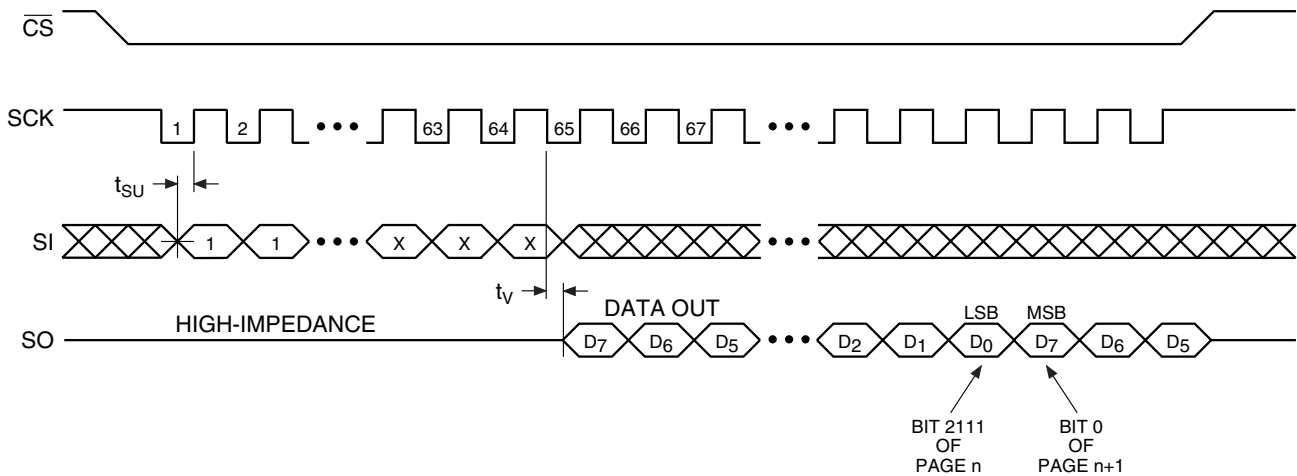 CS
SCK 1 2 ••• 63 64 65 66 67 •••
tSU
SI 1 1 ••• X X X •••
tV
HIGH-IMPEDANCE DATA OUT LSB MSB
SO D7 D6 D5 ••• D2 D1 D0 D7 D6 D5
BIT 2111
OF
PAGE n
BIT 0
OF
PAGE n+1